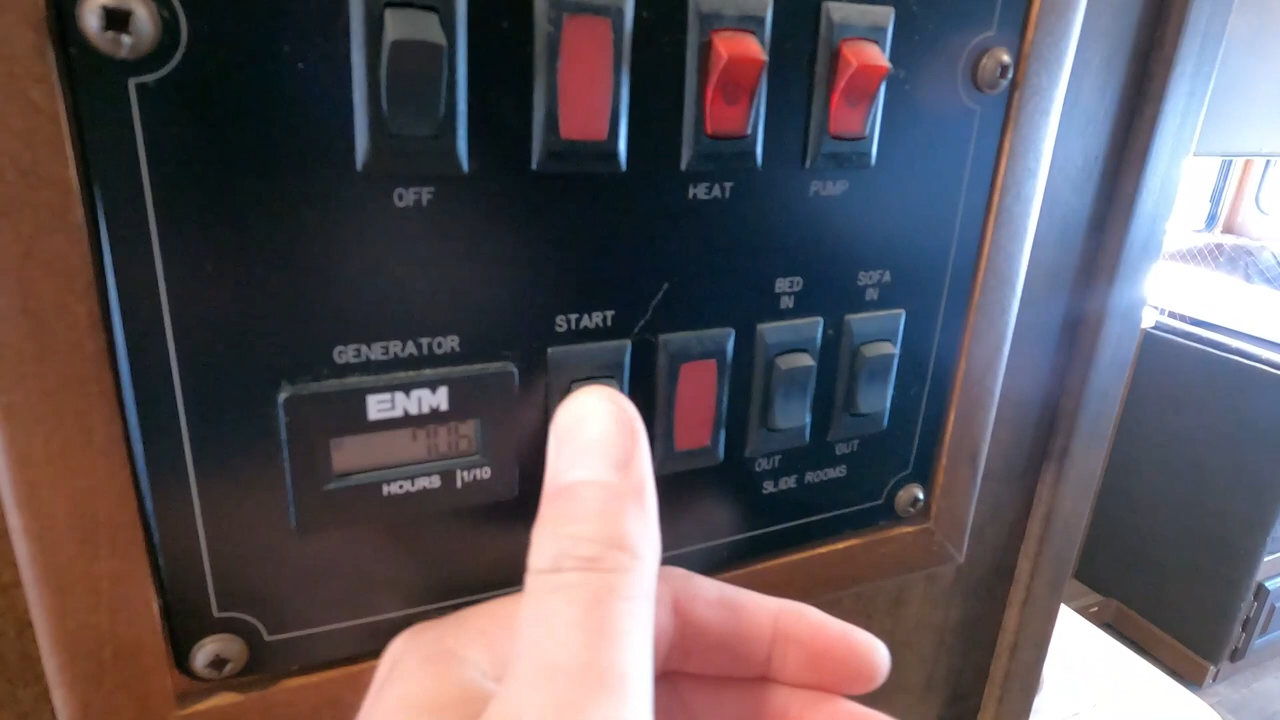 OFF
HEAT
PUMP
BED
IN
SOFA
IN
START
GENERATOR
ENM
HOURS |1/10
OUT
OUT
SLIDE ROOMS